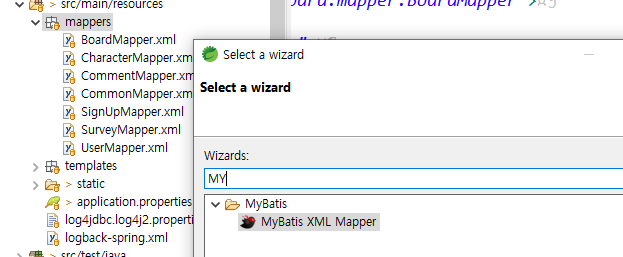 > src/main/resources
mappers
BoardMapper.xml
CharacterMapper.xml
CommentMapper.xm
CommonMapper.xml
SignUpMapper.xml
SurveyMapper.xml
UserMapper.xml
templates
> static
> application.properties
log4jdbc.log4j2.properti
logback-spring.xml
> src/test/java
oard.mapper.BoardMapper">
Select a wizard
Select a wizard
Wizards:
MY
MyBatis
MyBatis XML Mapper